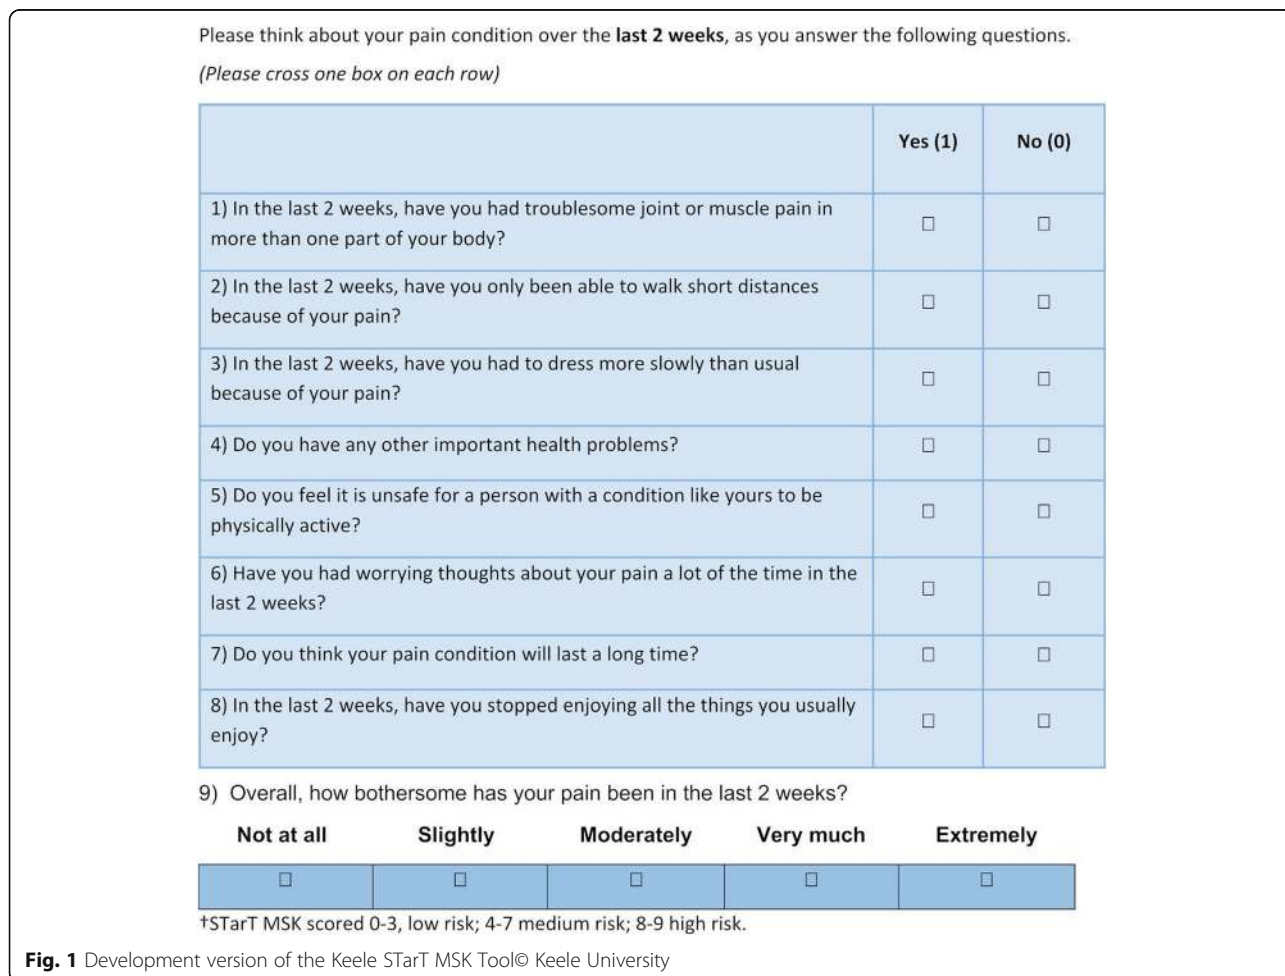 Please think about your pain condition over the last 2 weeks, as you answer the following questions.
(Please cross one box on each row)
Yes (1) No (0)
1) In the last 2 weeks, have you had troublesome joint or muscle pain in
more than one part of your body?
2) In the last 2 weeks, have you only been able to walk short distances
because of your pain?
3) In the last 2 weeks, have you had to dress more slowly than usual
because of your pain?
4) Do you have any other important health problems?
5) Do you feel it is unsafe for a person with a condition like yours to be
physically active?
6) Have you had worrying thoughts about your pain a lot of the time in the
last 2 weeks?
7) Do you think your pain condition will last a long time?
8) In the last 2 weeks, have you stopped enjoying all the things you usually
enjoy?
9) Overall, how bothersome has your pain been in the last 2 weeks?
Not at all Slightly Moderately Very much Extremely
†STarT MSK scored 0-3, low risk; 4-7 medium risk; 8-9 high risk.
Fig. 1 Development version of the Keele STarT MSK Tool© Keele University